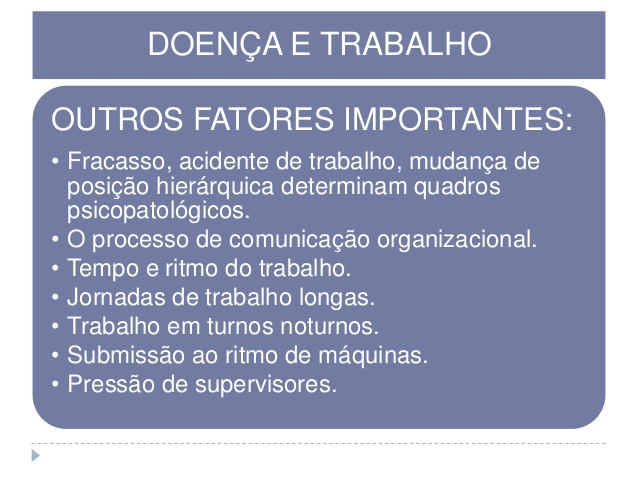 DOENÇA E TRABALHO
OUTROS FATORES IMPORTANTES:
• Fracasso, acidente de trabalho, mudança de
posição hierárquica determinam quadros
psicopatológicos.
• O processo de comunicação organizacional.
• Tempo e ritmo do trabalho.
• Jornadas de trabalho longas.
• Trabalho em turnos noturnos.
• Submissão ao ritmo de máquinas.
• Pressão de supervisores.